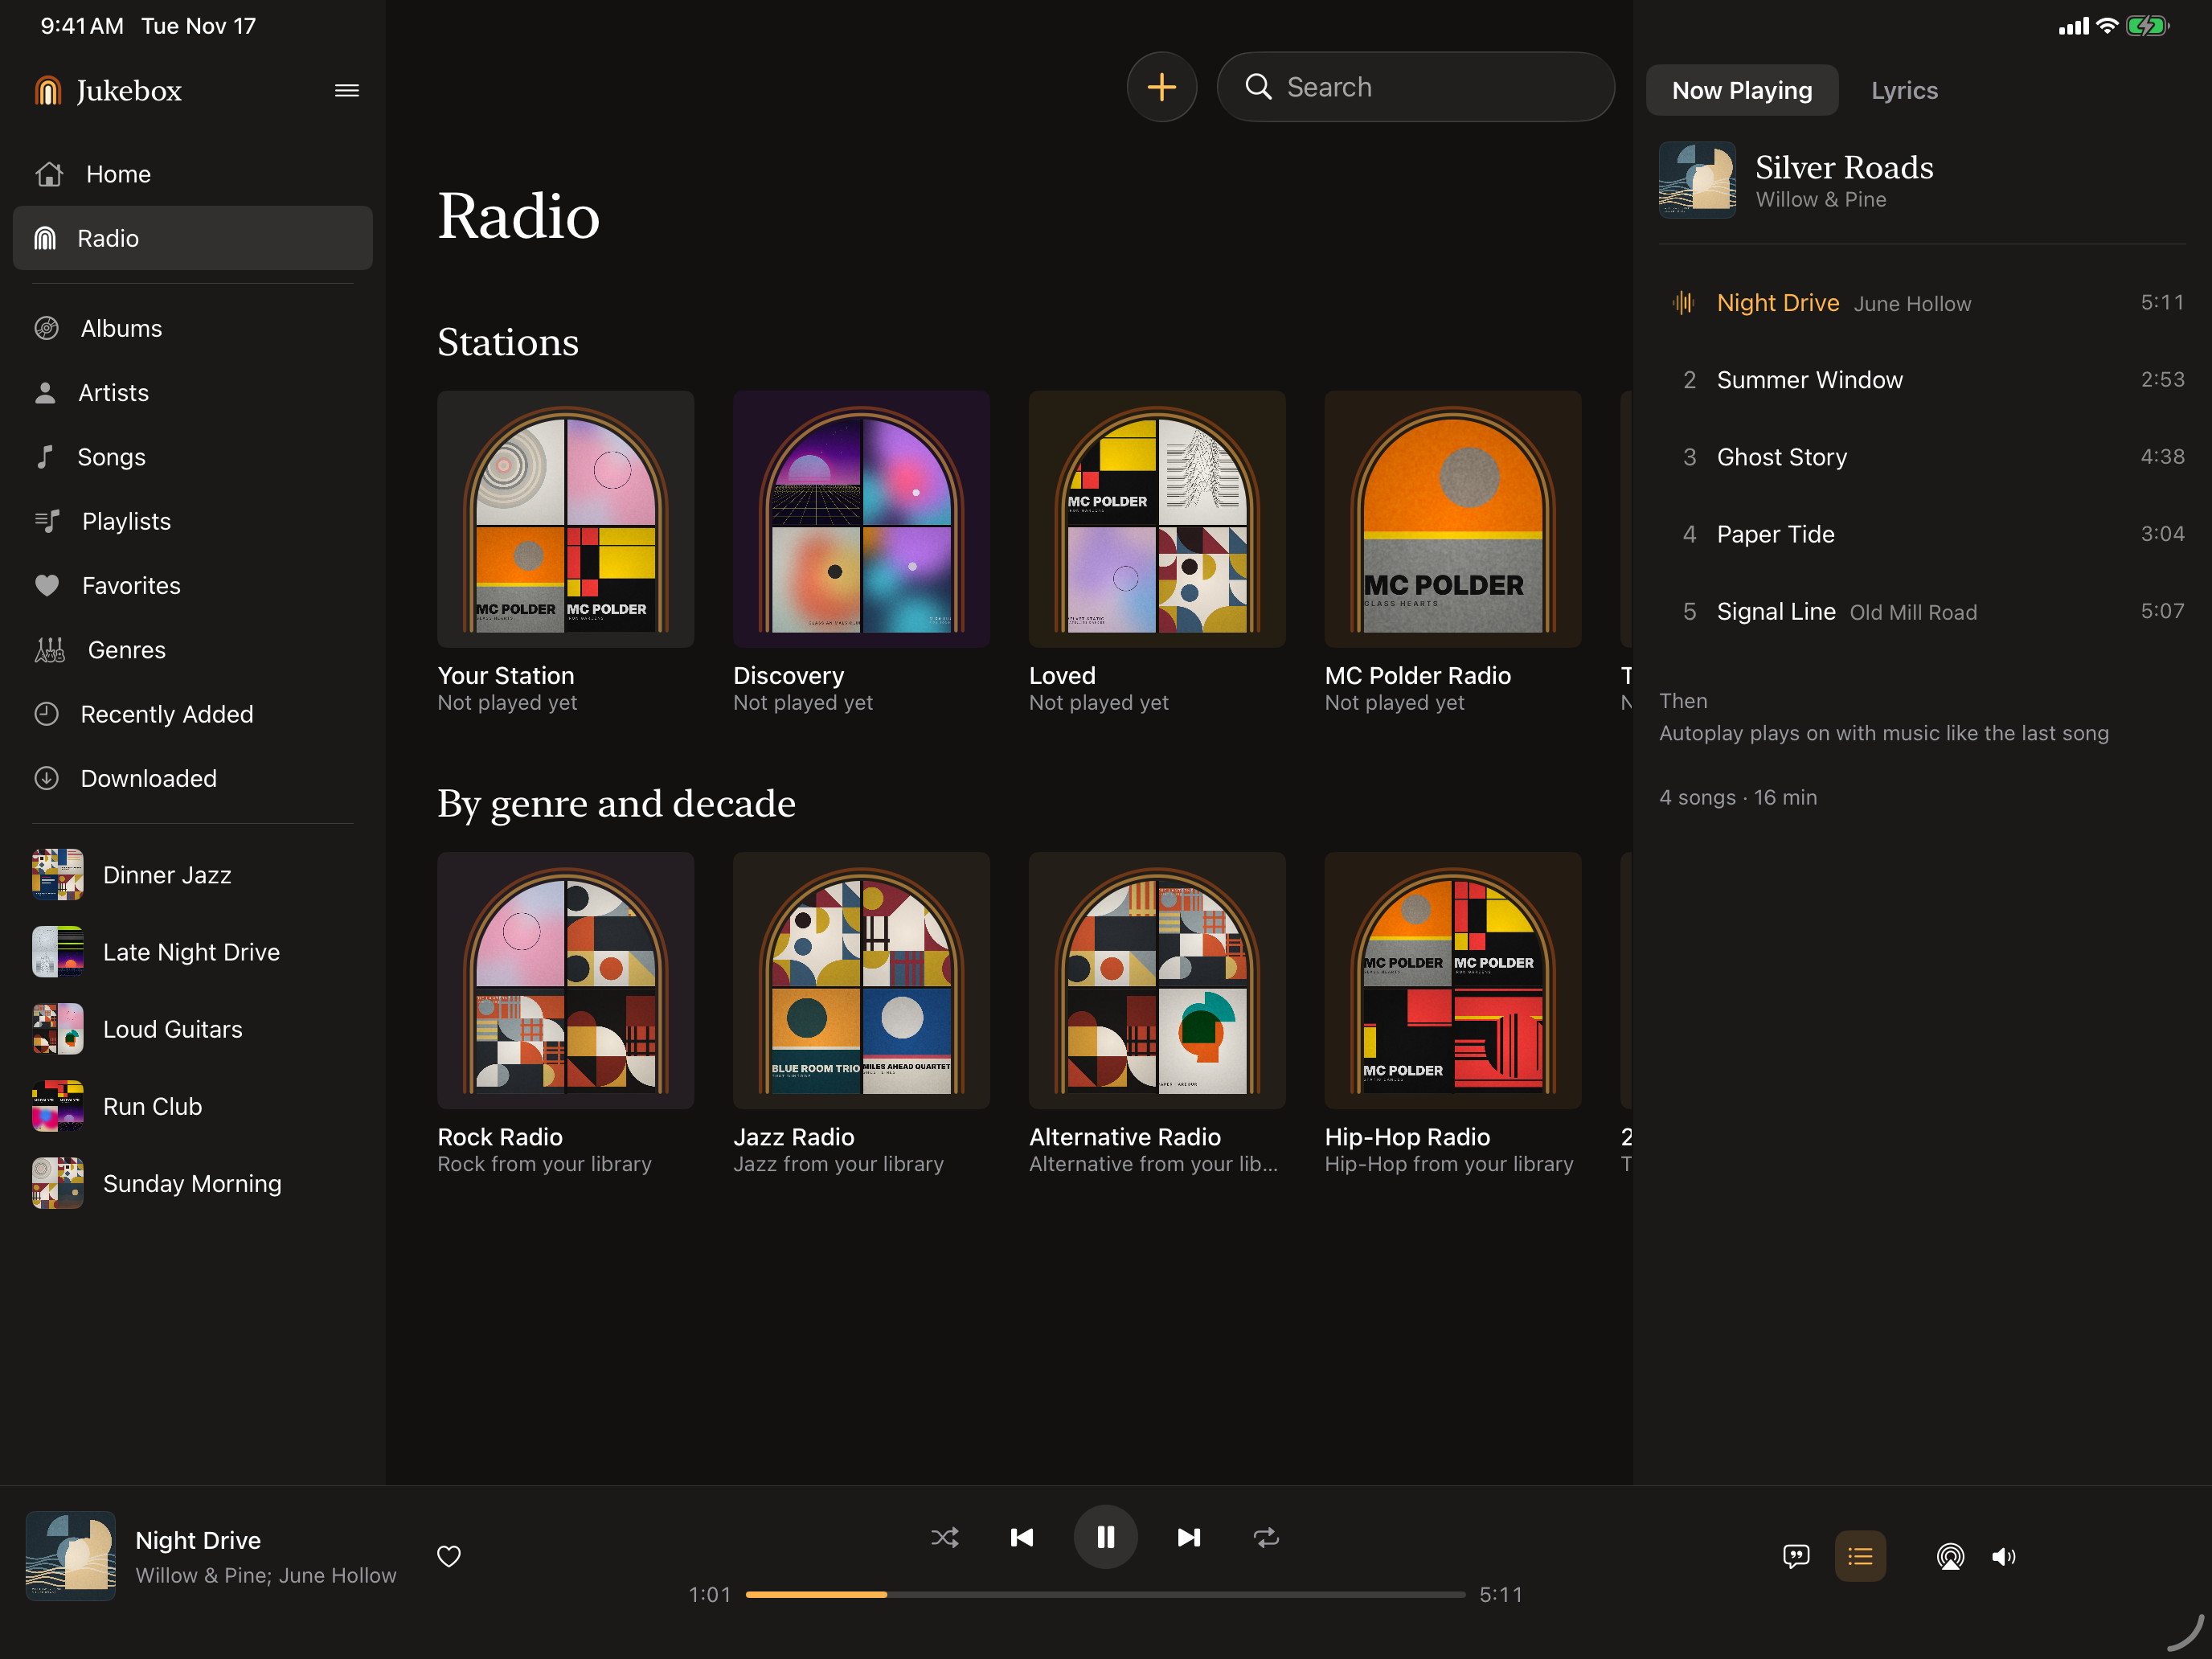 9:41 AM Tue Nov 17
Jukebox
Home
Radio
Albums
Artists
Songs
Playlists
Favorites
Genres
Recently Added
Downloaded
Dinner Jazz
Late Night Drive
Loud Guitars
Run Club
Sunday Morning
Search
Radio
Stations
MC POLDER
GLASS HEARTS
MC POLDER
MC POLDER
MC POLDER
GLASS HEARTS
Your Station
Not played yet
Discovery
Not played yet
Loved
Not played yet
MC Polder Radio
Not played yet
By genre and decade
BLUE ROOM TRIO
MILES AHEAD QUARTET
MC POLDER
MC POLDER
MC POLDER
Rock Radio
Rock from your library
Jazz Radio
Jazz from your library
Alternative Radio
Alternative from your lib...
Hip-Hop Radio
Hip-Hop from your library
Now Playing
Lyrics
Silver Roads
Willow & Pine
Night Drive June Hollow 5:11
2 Summer Window 2:53
3 Ghost Story 4:38
4 Paper Tide 3:04
5 Signal Line Old Mill Road 5:07
Then
Autoplay plays on with music like the last song
4 songs · 16 min
Night Drive
Willow & Pine; June Hollow
1:01
5:11